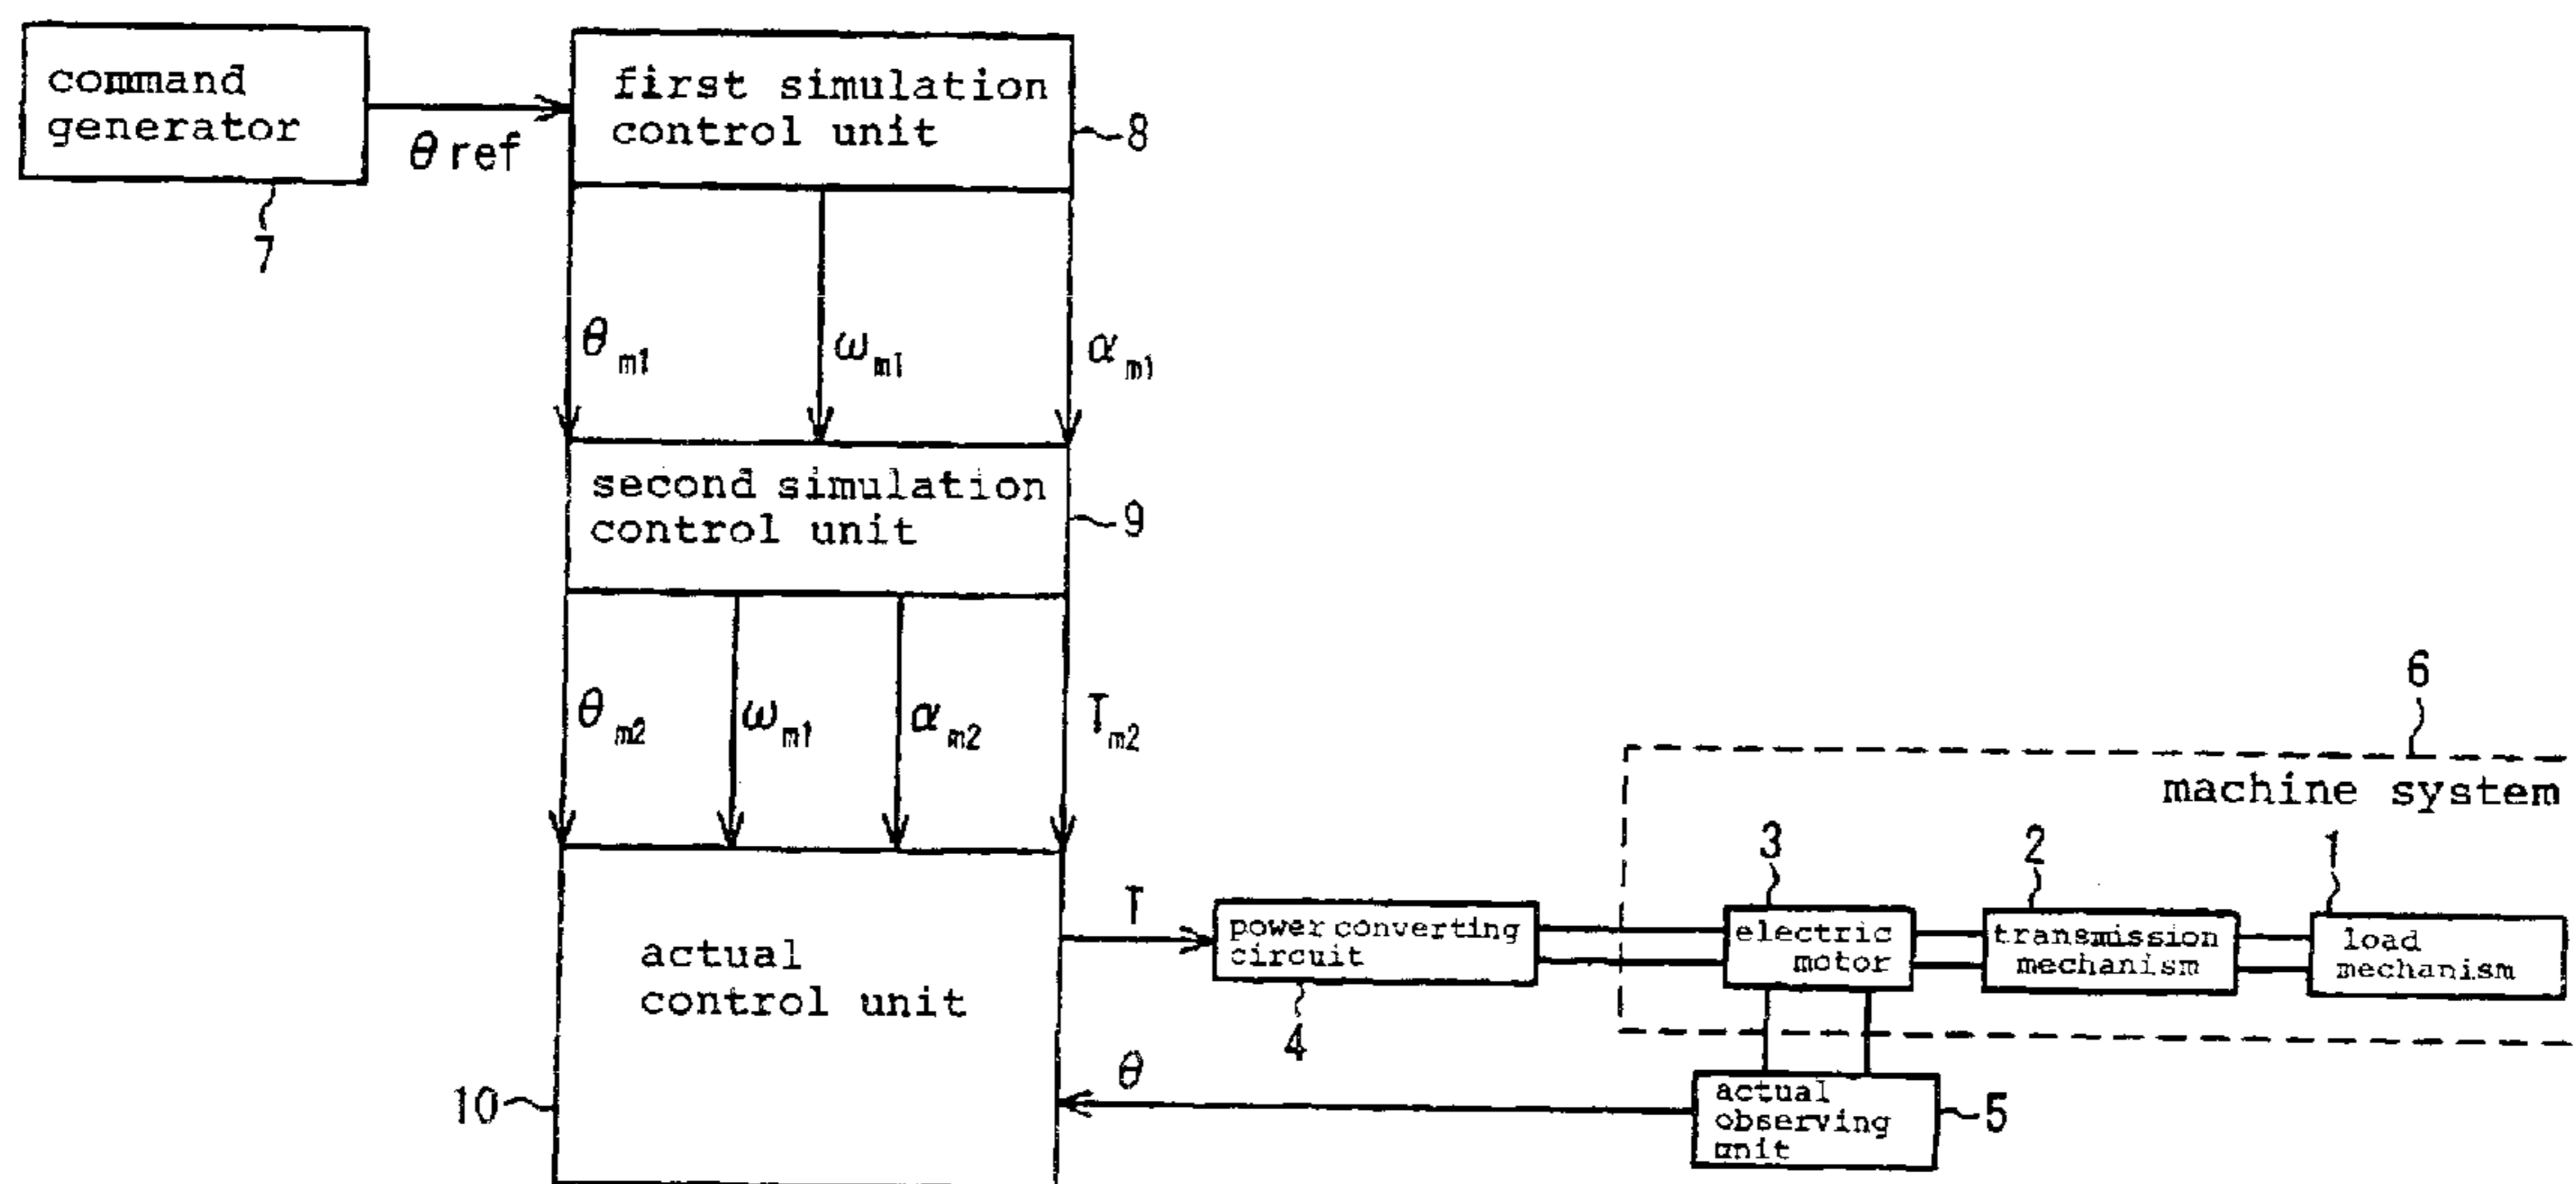 command
generator
7
θ ref
first simulation
control unit
8
θm1
ωm1
αm1
second simulation
control unit
9
θm2
ωm1
αm2
Tm2
actual
control unit
10
T
θ
power converting
circuit
4
6
machine system
3
electric
motor
2
transmission
mechanism
1
load
mechanism
actual
observing
unit
5